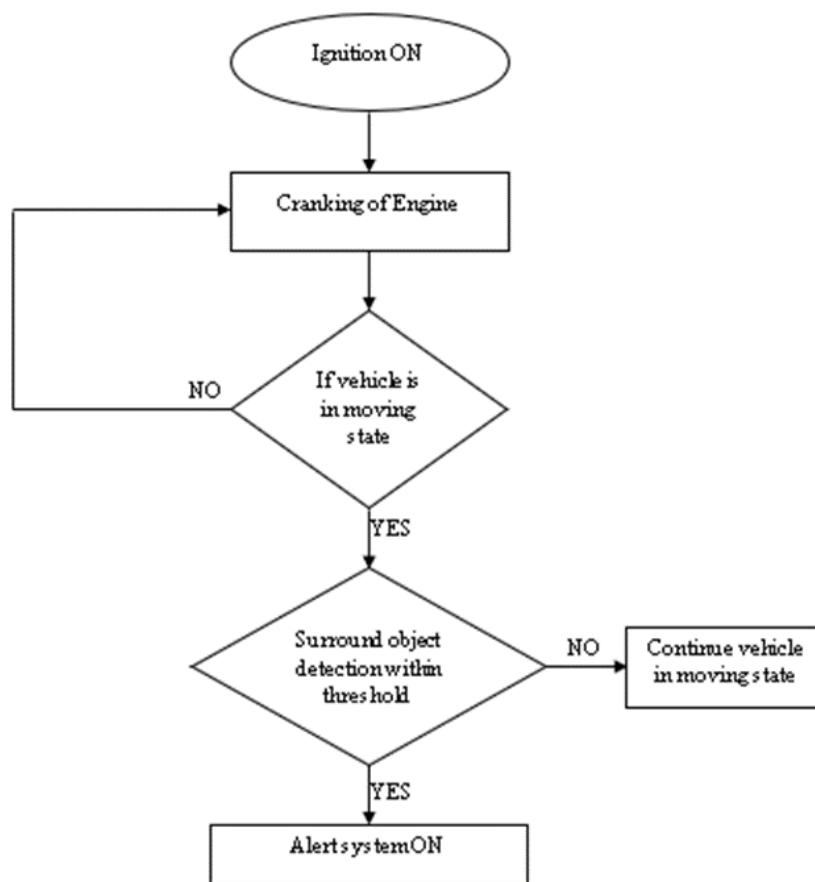 Ignition ON
Cranking of Engine
NO
If vehicle is
in moving
state
YES
Surround object
detection within
threshold
NO
Continue vehicle
in moving state
YES
Alert system ON